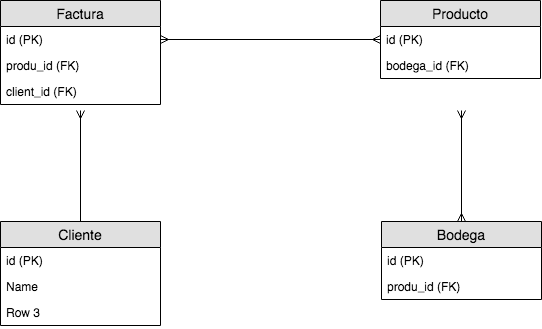 Factura
id (PK)
produ_id (FK)
client_id (FK)
Producto
id (PK)
bodega_id (FK)
Cliente
id (PK)
Name
Row 3
Bodega
id (PK)
produ_id (FK)